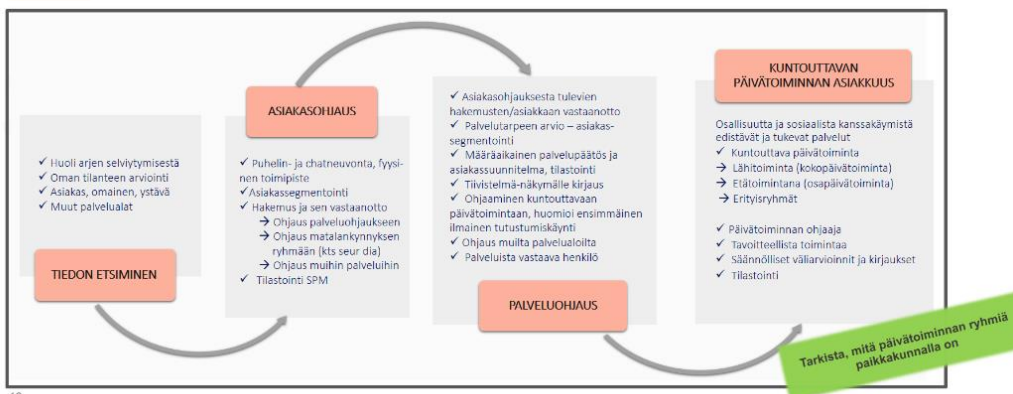 ✓ Huoli arjen selviytymisestä
✓ Oman tilanteen arviointi
✓ Asiakas, omainen, ystävä
✓ Muut palvelualat
TIEDON ETSIMINEN
ASIAKASOHJAUS
✓ Puhelin- ja chatneuvonta, fyysi-
nen toimipiste
✓ Asiakassegmentointi
✓ Hakemus ja sen vastaanotto
→ Ohjaus palveluohjaukseen
→ Ohjaus matalankynnyksen
ryhmään (kts seur dia)
→ Ohjaus muihin palveluihin
✓ Tilastointi SPM
✓ Asiakasohjauksesta tulevien
hakemusten/asiakkaan vastaanotto
✓ Palvelutarpeen arvio – asiakas-
segmentointi
✓ Määräaikainen palvelupäätös ja
asiakassuunnitelma, tilastointi
✓ Tiivistelmä-näkymälle kirjaus
✓ Ohjaaminen kuntouttavaan
päivätoimintaan, huomioi ensimmäinen
ilmainen tutustumiskäynti
✓ Ohjaus muilta palvelualoilta
✓ Palveluista vastaava henkilö
PALVELUOHJAUS
KUNTOUTTAVAN
PÄIVÄTOIMINNAN ASIAKKUUS
Osallisuutta ja sosiaalista kanssakäymistä
edistävät ja tukevat palvelut
✓ Kuntouttava päivätoiminta
→ Lähitoiminta (kokopäivätoiminta)
→ Etätoimintana (osapäivätoiminta)
→ Erityisryhmät
✓ Päivätoiminnan ohjaaja
✓ Tavoitteellista toimintaa
✓ Säännölliset väliarvioinnit ja kirjaukset
✓ Tilastointi
Tarkista, mitä päivätoiminnan ryhmiä
paikkakunnalla on